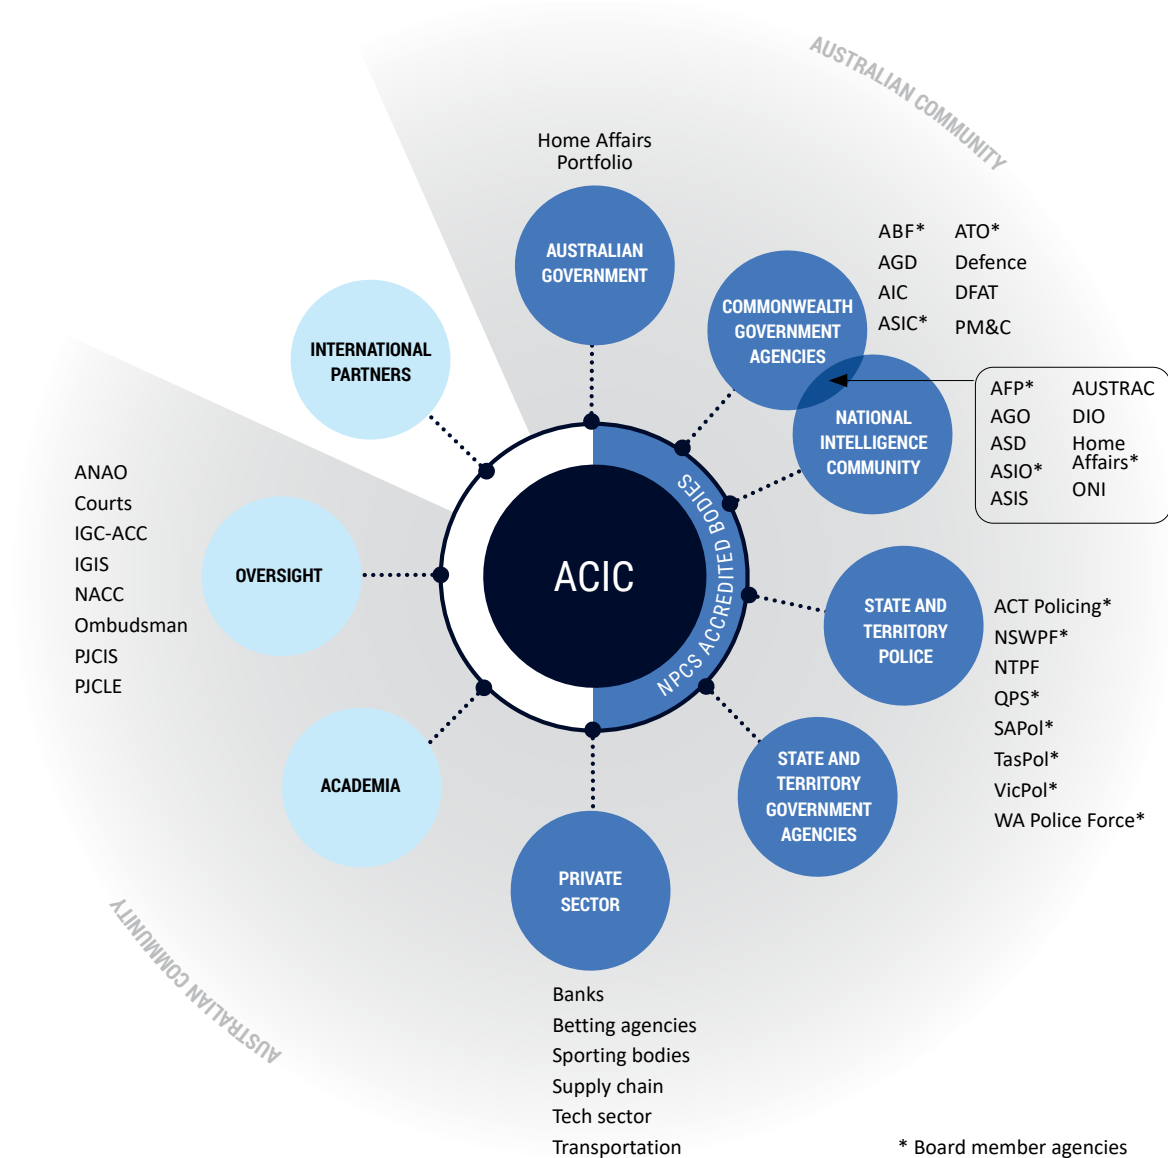 AUSTRALIAN COMMUNITY
Home Affairs
Portfolio
AUSTRALIAN
GOVERNMENT
COMMONWEALTH
GOVERNMENT
AGENCIES
ABF*
AGD
AIC
ASIC*
ATO*
Defence
DFAT
PM&C
NATIONAL
INTELLIGENCE
COMMUNITY
AFP*
AGO
ASD
ASIO*
ASIS
AUSTRAC
DIO
Home
Affairs*
ONI
INTERNATIONAL
PARTNERS
ANAO
Courts
IGC-ACC
IGIS
NACC
Ombudsman
PJCIS
PJCLE
OVERSIGHT
ACIC
NPCS ACCREDITED BODIES
STATE AND
TERRITORY
POLICE
ACT Policing*
NSWPF*
NTPF
QPS*
SAPol*
TasPol*
VicPol*
WA Police Force*
ACADEMIA
STATE AND
TERRITORY
GOVERNMENT
AGENCIES
PRIVATE
SECTOR
Banks
Betting agencies
Sporting bodies
Supply chain
Tech sector
Transportation
AUSTRALIAN COMMUNITY
* Board member agencies